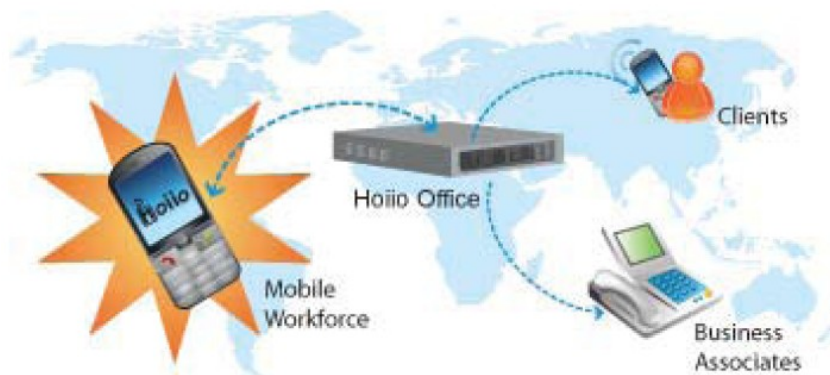 Clients
Hoiio Office
hoiio
Mobile
Workforce
Business
Associates